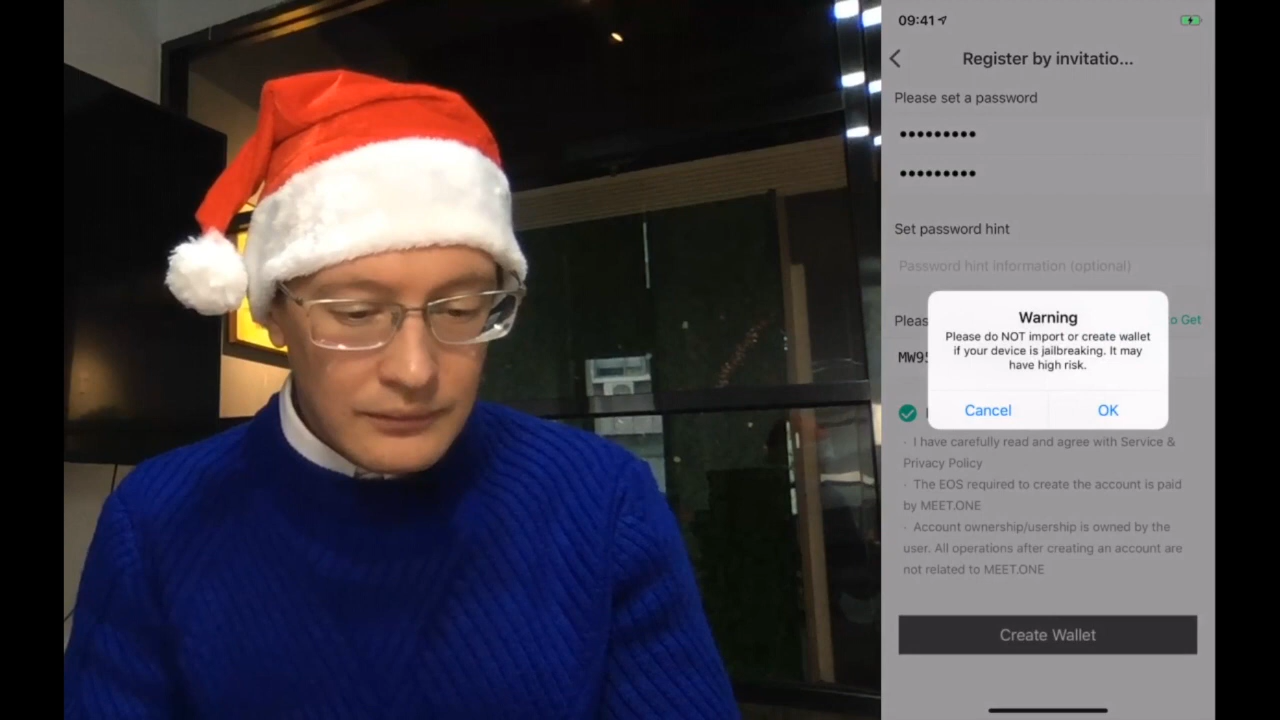 09:41
Register by invitatio...
Please set a password
Set password hint
Password hint information (optional)
Warning
Please do NOT import or create wallet
if your device is jailbreaking. It may
have high risk.
Cancel
OK
Get
· I have carefully read and agree with Service &
Privacy Policy
· The EOS required to create the account is paid
by MEET.ONE
· Account ownership/usership is owned by the
user. All operations after creating an account are
not related to MEET.ONE
Create Wallet